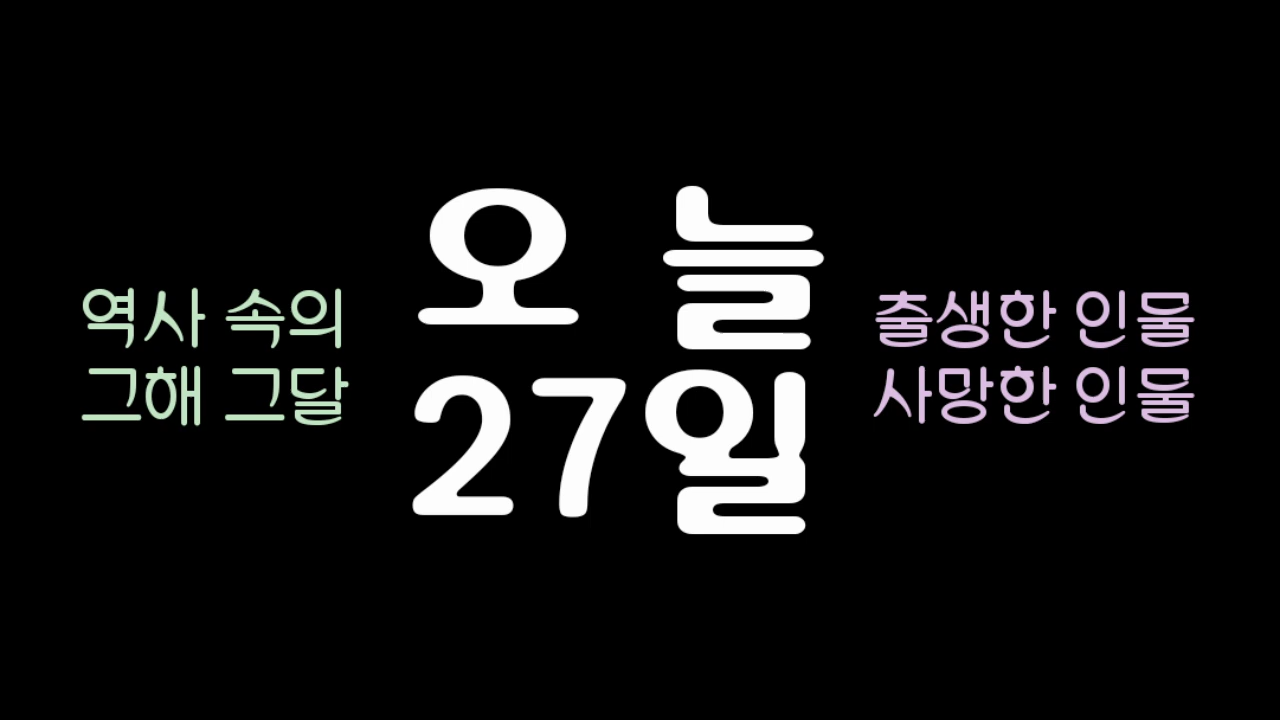 역사 속의
그해 그달
오늘
27일
출생한 인물
사망한 인물